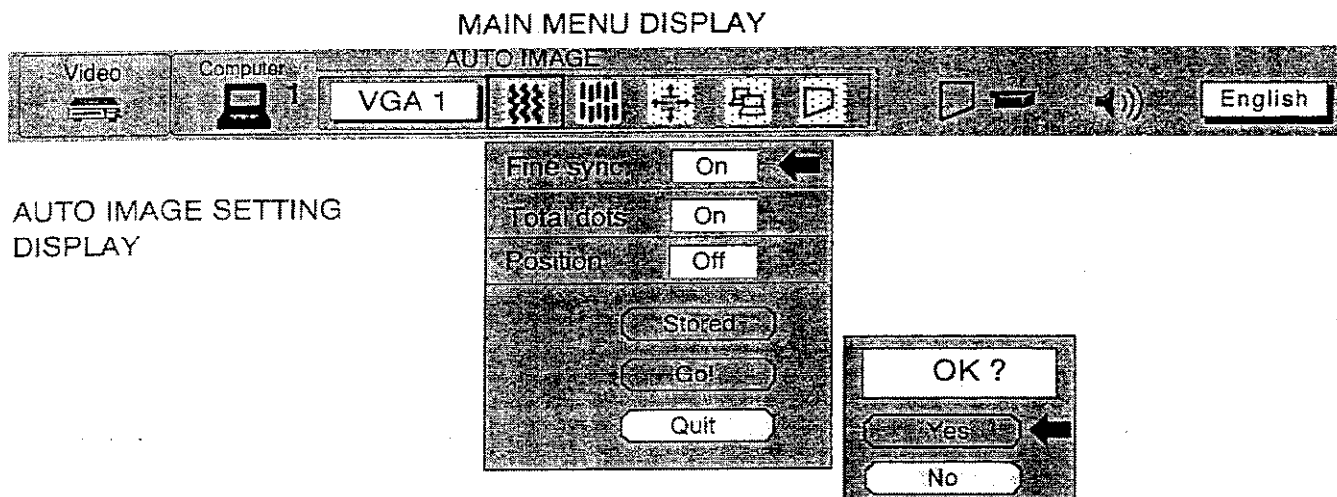 MAIN MENU DISPLAY
AUTO IMAGE
Video
Computer
1
VGA 1
English
Fine sync
On
AUTO IMAGE SETTING
DISPLAY
Total dots
On
Position
Off
Stored
Go!
Quit
OK ?
Yes
No